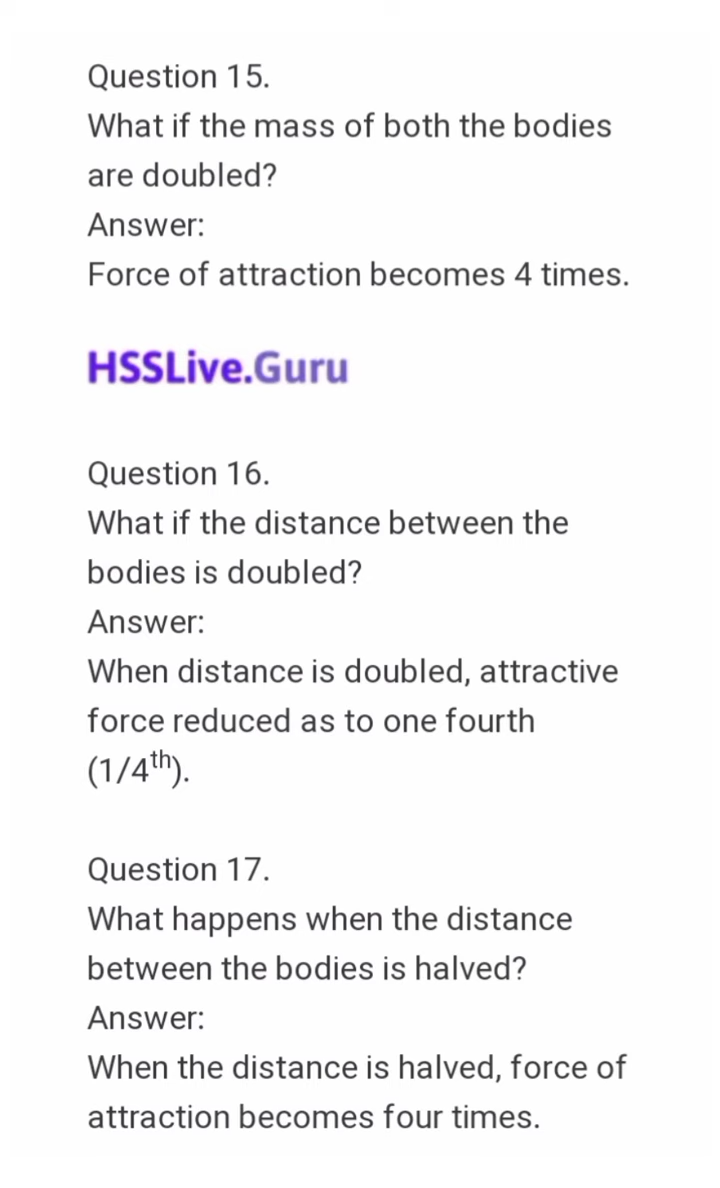 Question 15.
What if the mass of both the bodies
are doubled?
Answer:
Force of attraction becomes 4 times.
HSSLive.Guru
Question 16.
What if the distance between the
bodies is doubled?
Answer:
When distance is doubled, attractive
force reduced as to one fourth
(1/4th).
Question 17.
What happens when the distance
between the bodies is halved?
Answer:
When the distance is halved, force of
attraction becomes four times.